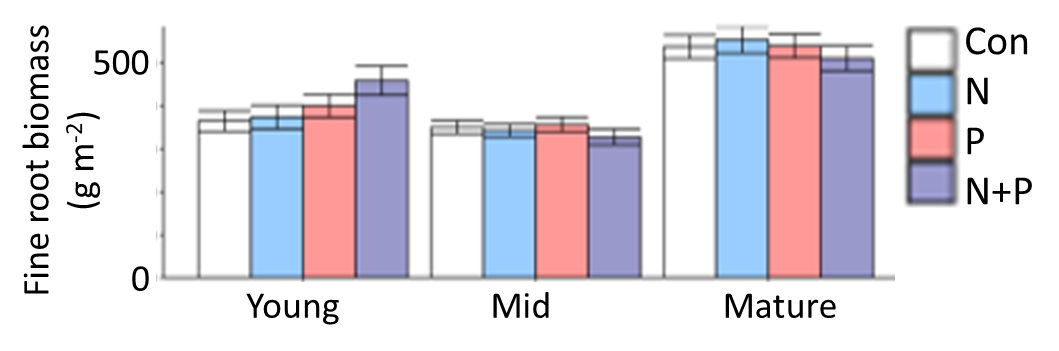 Fine root biomass
(g m-2)
500
0
Young
Mid
Mature
Con
N
P
N+P